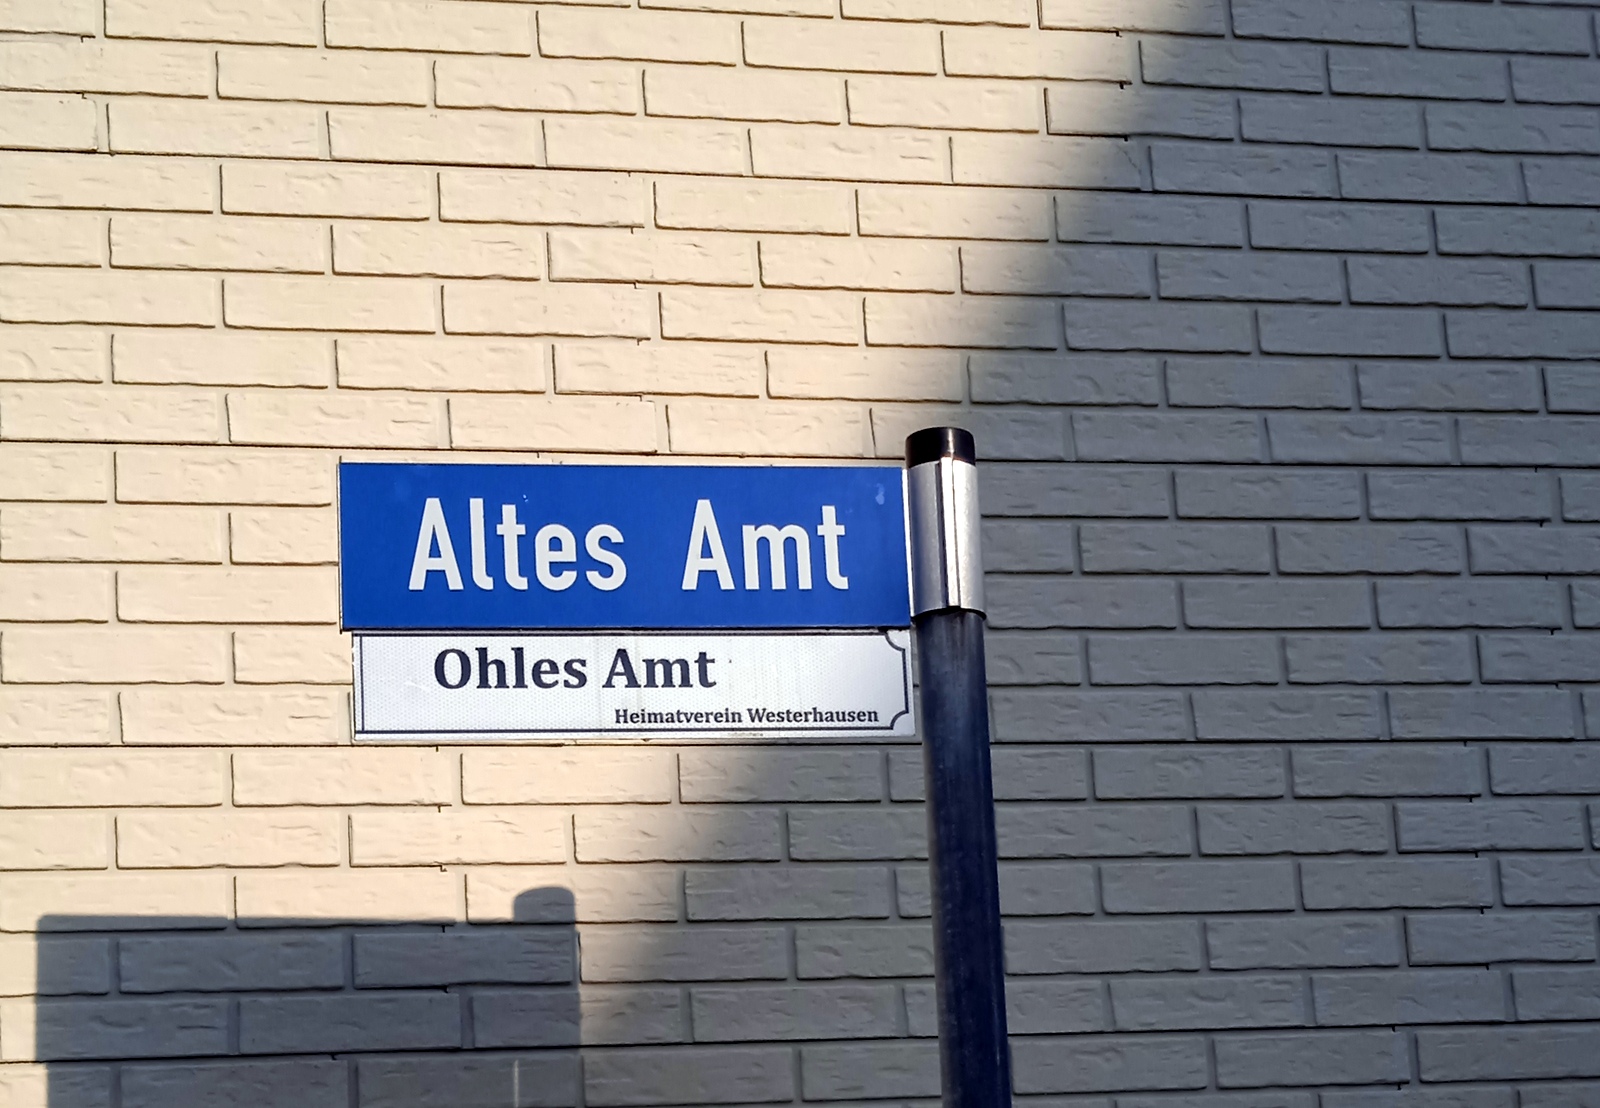 Altes Amt
Ohles Amt
Heimatverein Westerhausen